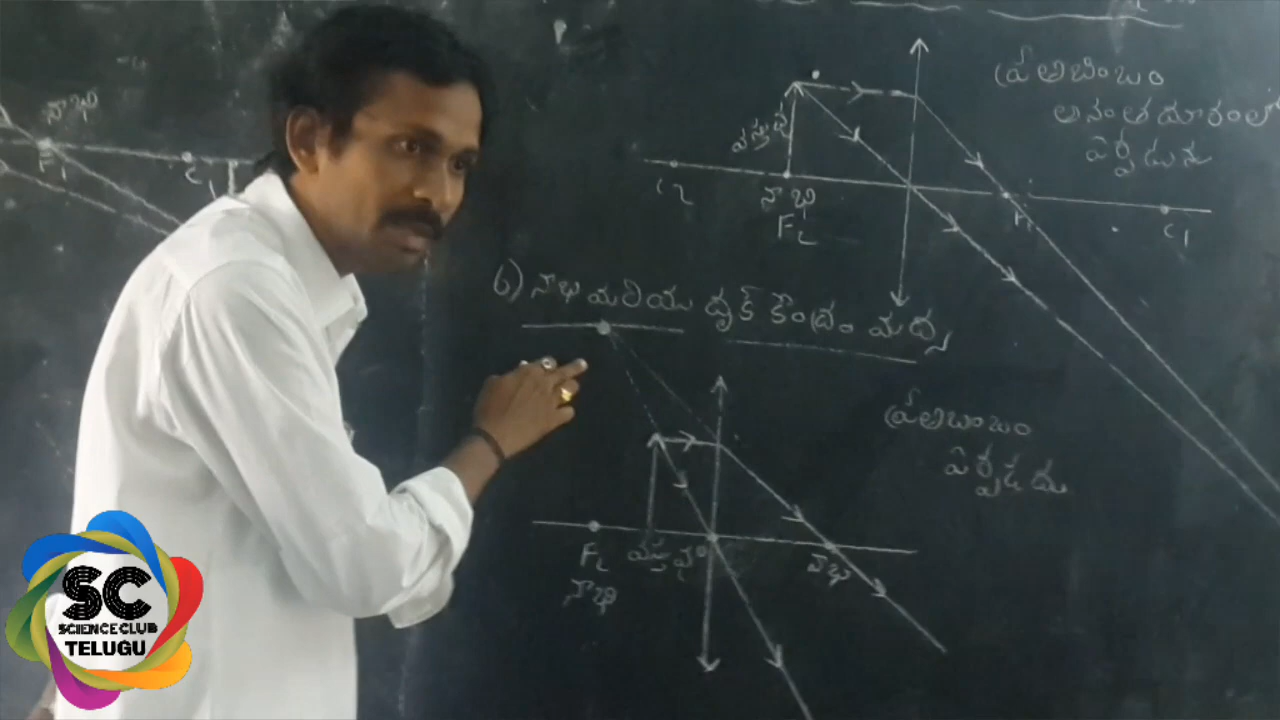 నాభి
F₁
C₁
ప్రతిబింబం
అనంత దూరంలో
ఏర్పడును
వస్తువు
C₂
నాభి
F₂
F₁
C₁
6) నాభి మరియు దృక్ కేంద్రం మధ్య
ప్రతిబింబం
ఏర్పడదు
F₂
నాభి
వస్తువు
నాభి
SC
SCIENCE CLUB
TELUGU